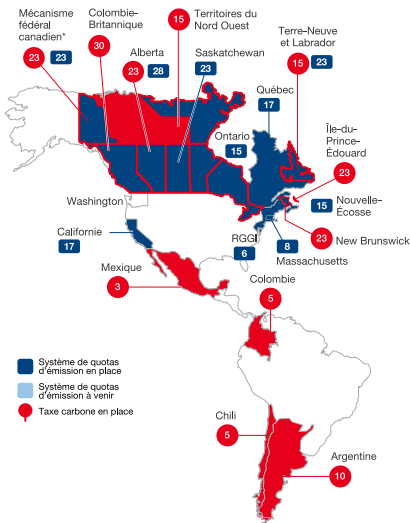 Mécanisme
fédéral
canadien*
23
23
Colombie-
Britannique
30
Alberta
23
28
15
Territoires du
Nord Ouest
Saskatchewan
23
Terre-Neuve
et Labrador
15
23
Québec
17
Ontario
15
Île-du-
Prince-
Édouard
23
15
Nouvelle-
Écosse
23
New Brunswick
Washington
Californie
17
RGGI
6
8
Massachusetts
Mexique
3
Colombie
5
Système de quotas
d'émission en place
Système de quotas
d'émission à venir
Taxe carbone en place
Chili
5
Argentine
10